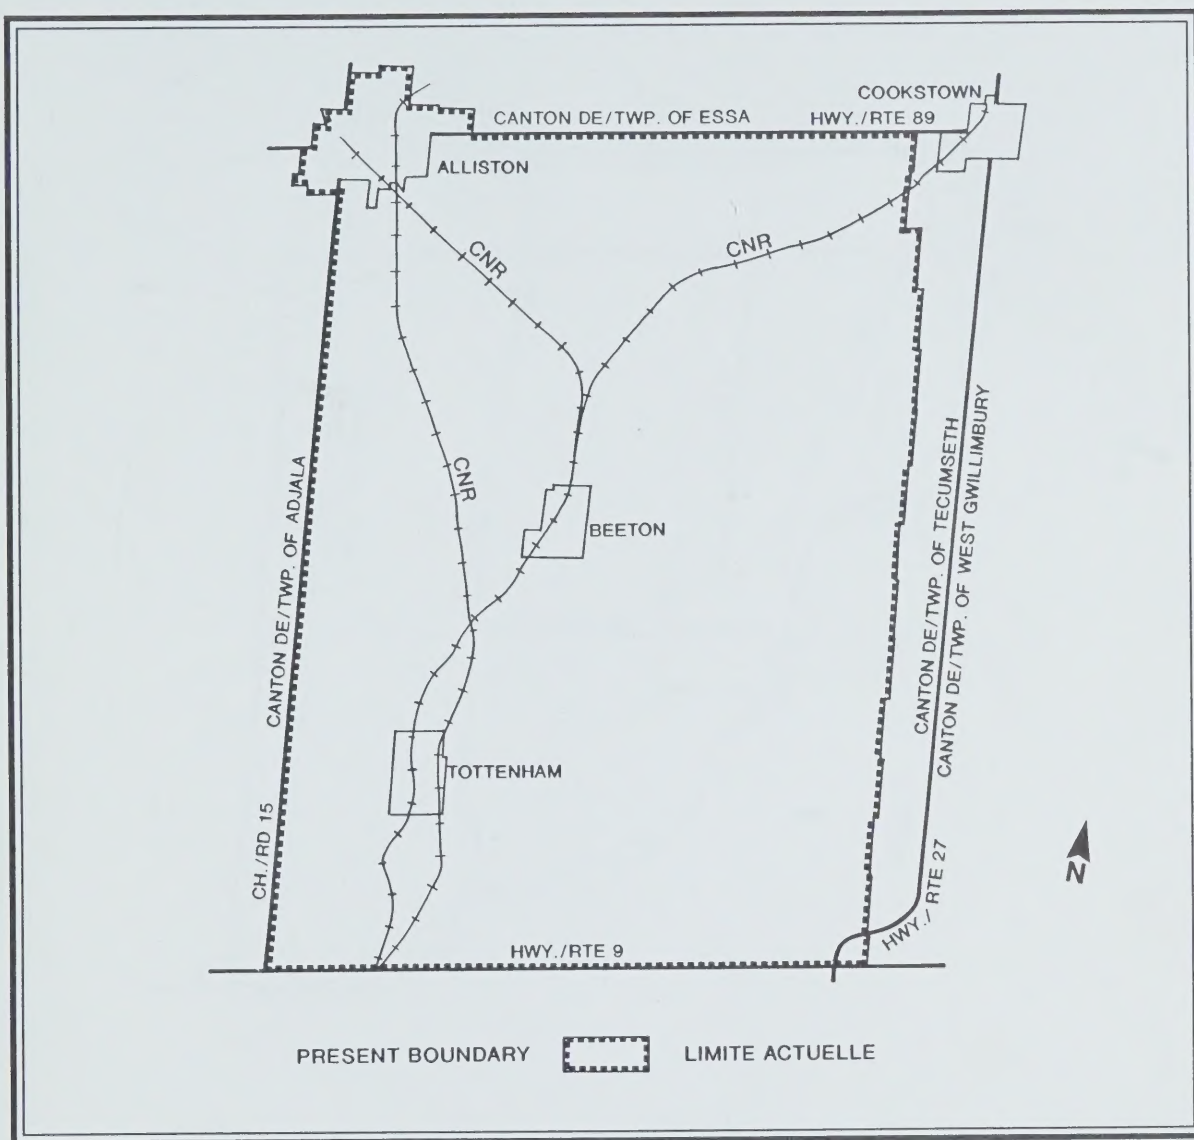 COOKSTOWN
CANTON DE/TWP. OF ESSA
HWY./RTE 89
ALLISTON
CNR
CNR
CNR
BEETON
CANTON DE/TWP. OF ADJALA
CANTON DE/TWP. OF TECUMSETH
CANTON DE/TWP. OF WEST GWILLIMBURY
TOTTENHAM
CH./RD 15
HWY./ RTE 27
N
HWY./RTE 9
PRESENT BOUNDARY
LIMITE ACTUELLE